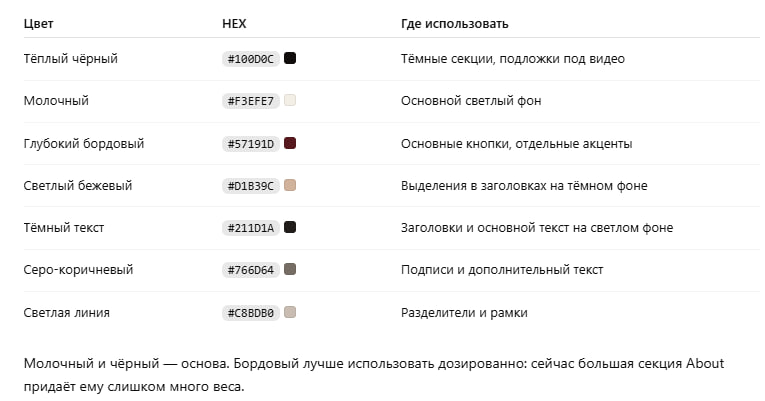 Цвет HEX Где использовать
Тёплый чёрный #100D0C Тёмные секции, подложки под видео
Молочный #F3EFE7 Основной светлый фон
Глубокий бордовый #57191D Основные кнопки, отдельные акценты
Светлый бежевый #D1B39C Выделения в заголовках на тёмном фоне
Тёмный текст #211D1A Заголовки и основной текст на светлом фоне
Серо-коричневый #766D64 Подписи и дополнительный текст
Светлая линия #C8BDB0 Разделители и рамки
Молочный и чёрный — основа. Бордовый лучше использовать дозированно: сейчас большая секция About
придаёт ему слишком много веса.